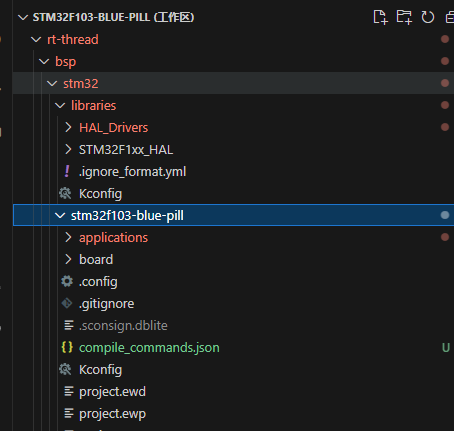 STM32F103-BLUE-PILL (工作区)
rt-thread
bsp
stm32
libraries
HAL_Drivers
STM32F1xx_HAL
.ignore_format.yml
Kconfig
stm32f103-blue-pill
applications
board
.config
.gitignore
.sconsign.dblite
compile_commands.json U
Kconfig
project.ewd
project.ewp